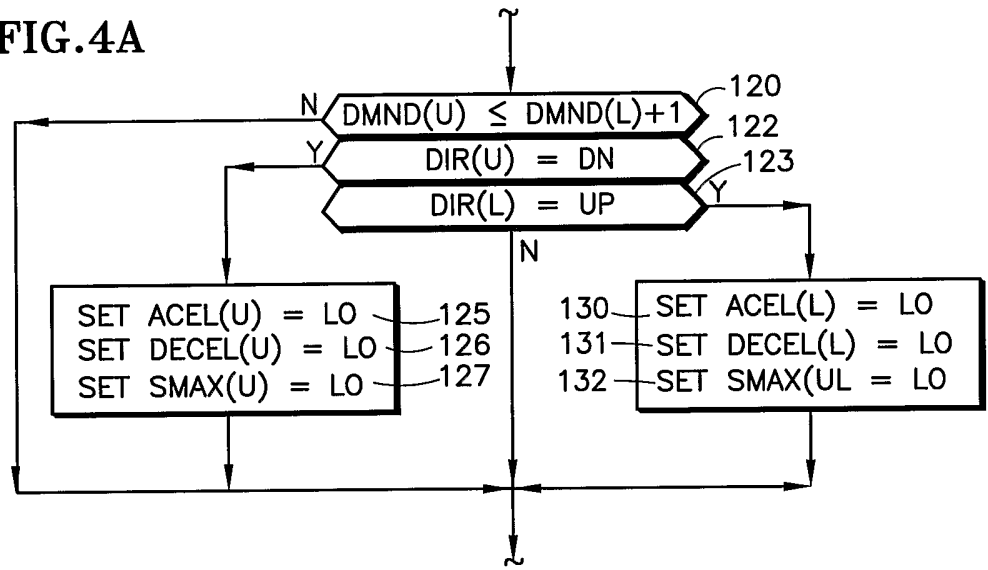 FIG.4A
N
DMND(U) ≤ DMND(L)+1
120
Y
DIR(U) = DN
122
DIR(L) = UP
123
Y
N
SET ACEL(U) = LO 125
SET DECEL(U) = LO 126
SET SMAX(U) = LO 127
130 SET ACEL(L) = LO
131 SET DECEL(L) = LO
132 SET SMAX(UL = LO